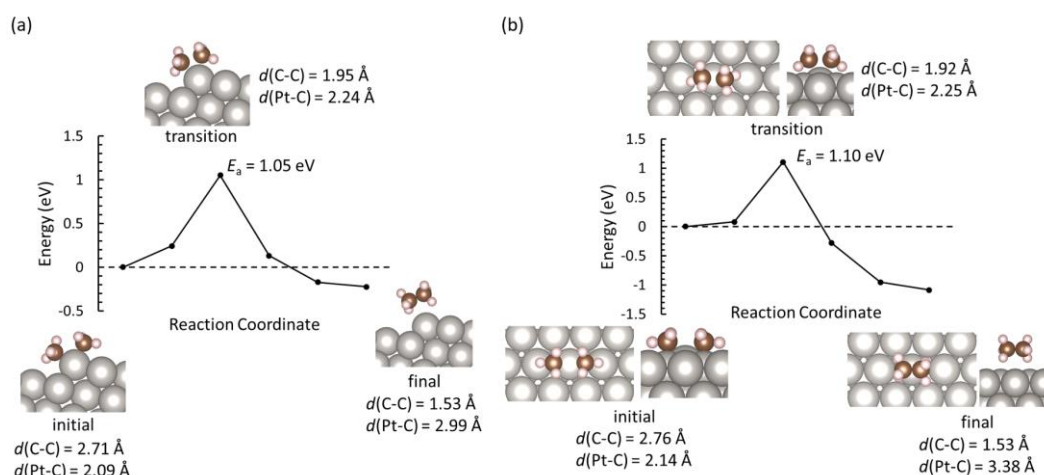 (a)
d(C-C) = 1.95 Å
d(Pt-C) = 2.24 Å
transition
1.5
1
0.5
0
-0.5
Energy (eV)
Eₐ = 1.05 eV
Reaction Coordinate
initial
d(C-C) = 2.71 Å
d(Pt-C) = 2.09 Å
final
d(C-C) = 1.53 Å
d(Pt-C) = 2.99 Å
(b)
d(C-C) = 1.92 Å
d(Pt-C) = 2.25 Å
transition
1.5
1
0.5
0
-0.5
-1
-1.5
Energy (eV)
Eₐ = 1.10 eV
Reaction Coordinate
initial
d(C-C) = 2.76 Å
d(Pt-C) = 2.14 Å
final
d(C-C) = 1.53 Å
d(Pt-C) = 3.38 Å